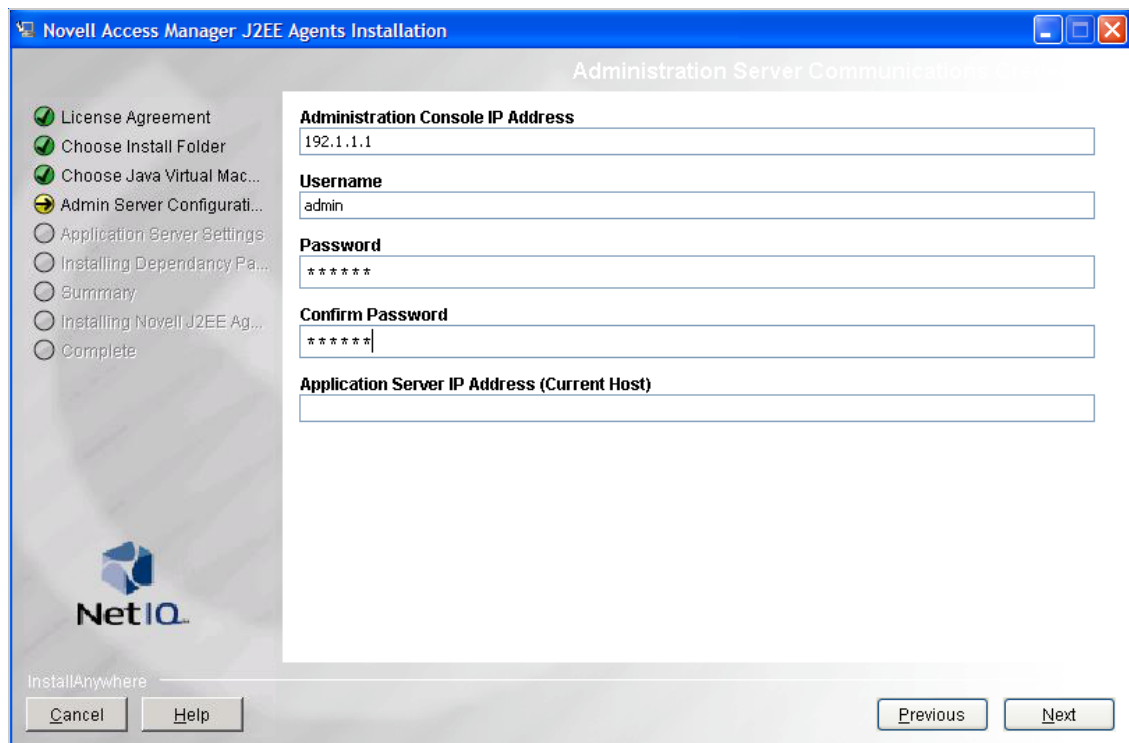 Novell Access Manager J2EE Agents Installation
Administration Server Communications
License Agreement
Choose Install Folder
Choose Java Virtual Mac...
Admin Server Configurati...
Application Server Settings
Installing Dependancy Pa...
Summary
Installing Novell J2EE Ag...
Complete
Administration Console IP Address
192.1.1.1
Username
admin
Password
******
Confirm Password
******
Application Server IP Address (Current Host)
NetIQ
InstallAnywhere
Cancel
Help
Previous
Next